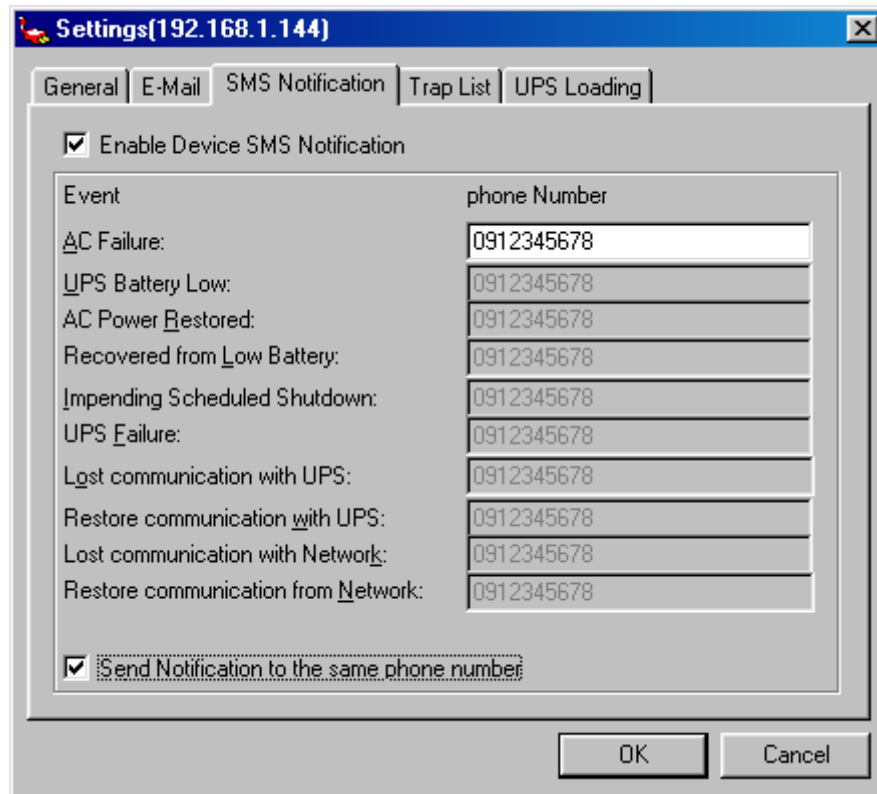 Settings(192.168.1.144)
General E-Mail SMS Notification Trap List UPS Loading
Enable Device SMS Notification
Event phone Number
AC Failure: 0912345678
UPS Battery Low: 0912345678
AC Power Restored: 0912345678
Recovered from Low Battery: 0912345678
Impending Scheduled Shutdown: 0912345678
UPS Failure: 0912345678
Lost communication with UPS: 0912345678
Restore communication with UPS: 0912345678
Lost communication with Network: 0912345678
Restore communication from Network: 0912345678
Send Notification to the same phone number
OK Cancel